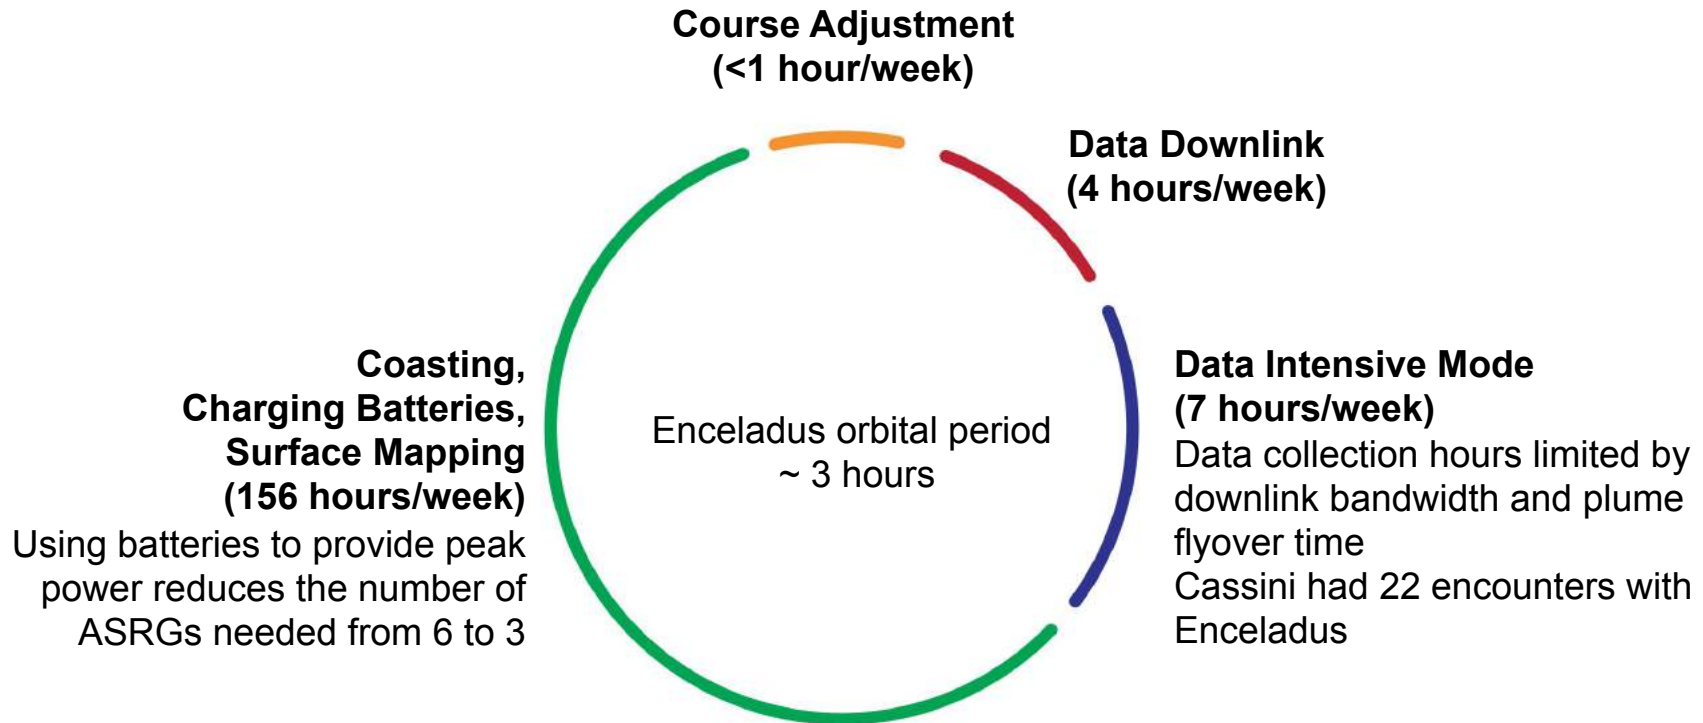 Course Adjustment
(<1 hour/week)
Data Downlink
(4 hours/week)
Data Intensive Mode
(7 hours/week)
Data collection hours limited by
downlink bandwidth and plume
flyover time
Cassini had 22 encounters with
Enceladus
Coasting,
Charging Batteries,
Surface Mapping
(156 hours/week)
Using batteries to provide peak
power reduces the number of
ASRGs needed from 6 to 3
Enceladus orbital period
~ 3 hours